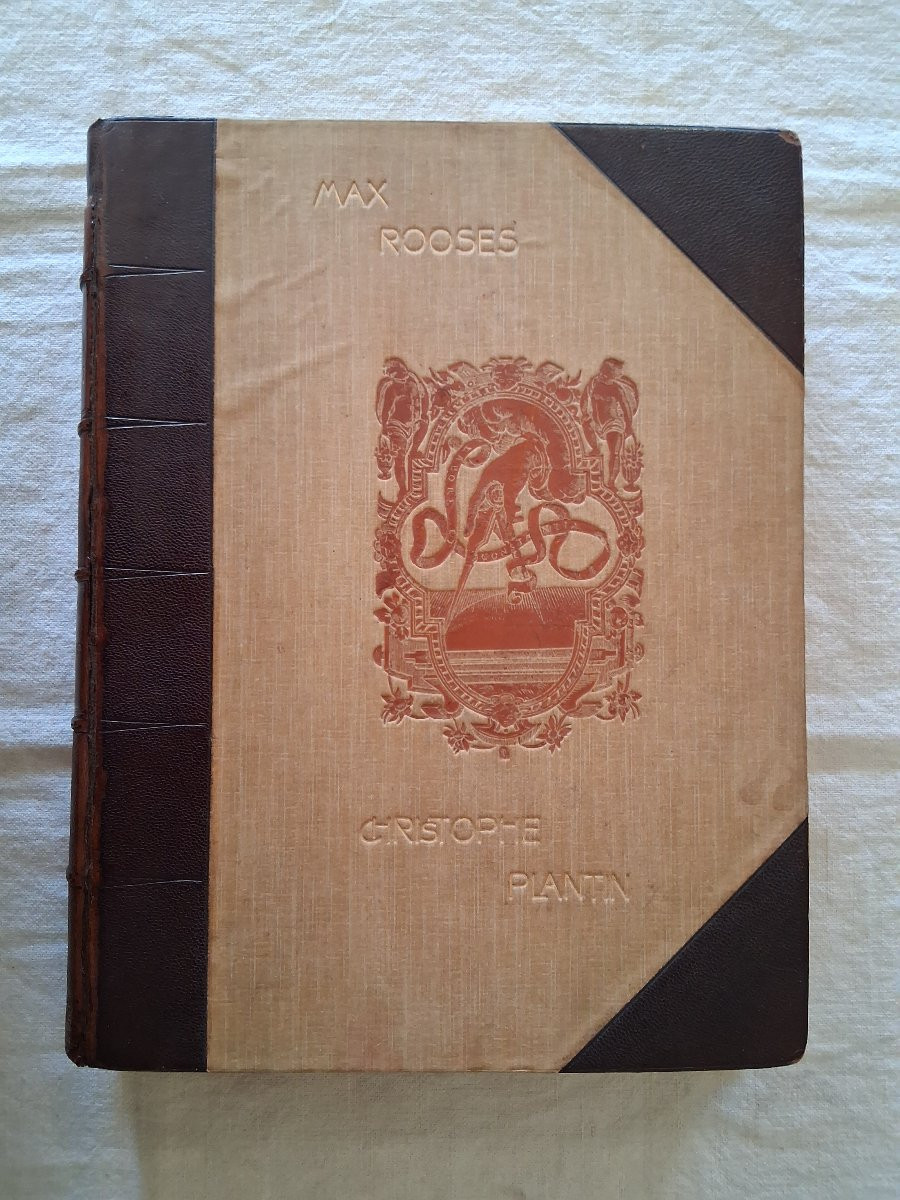 MAX
ROOSES
CHRISTOPHE
PLANTIN